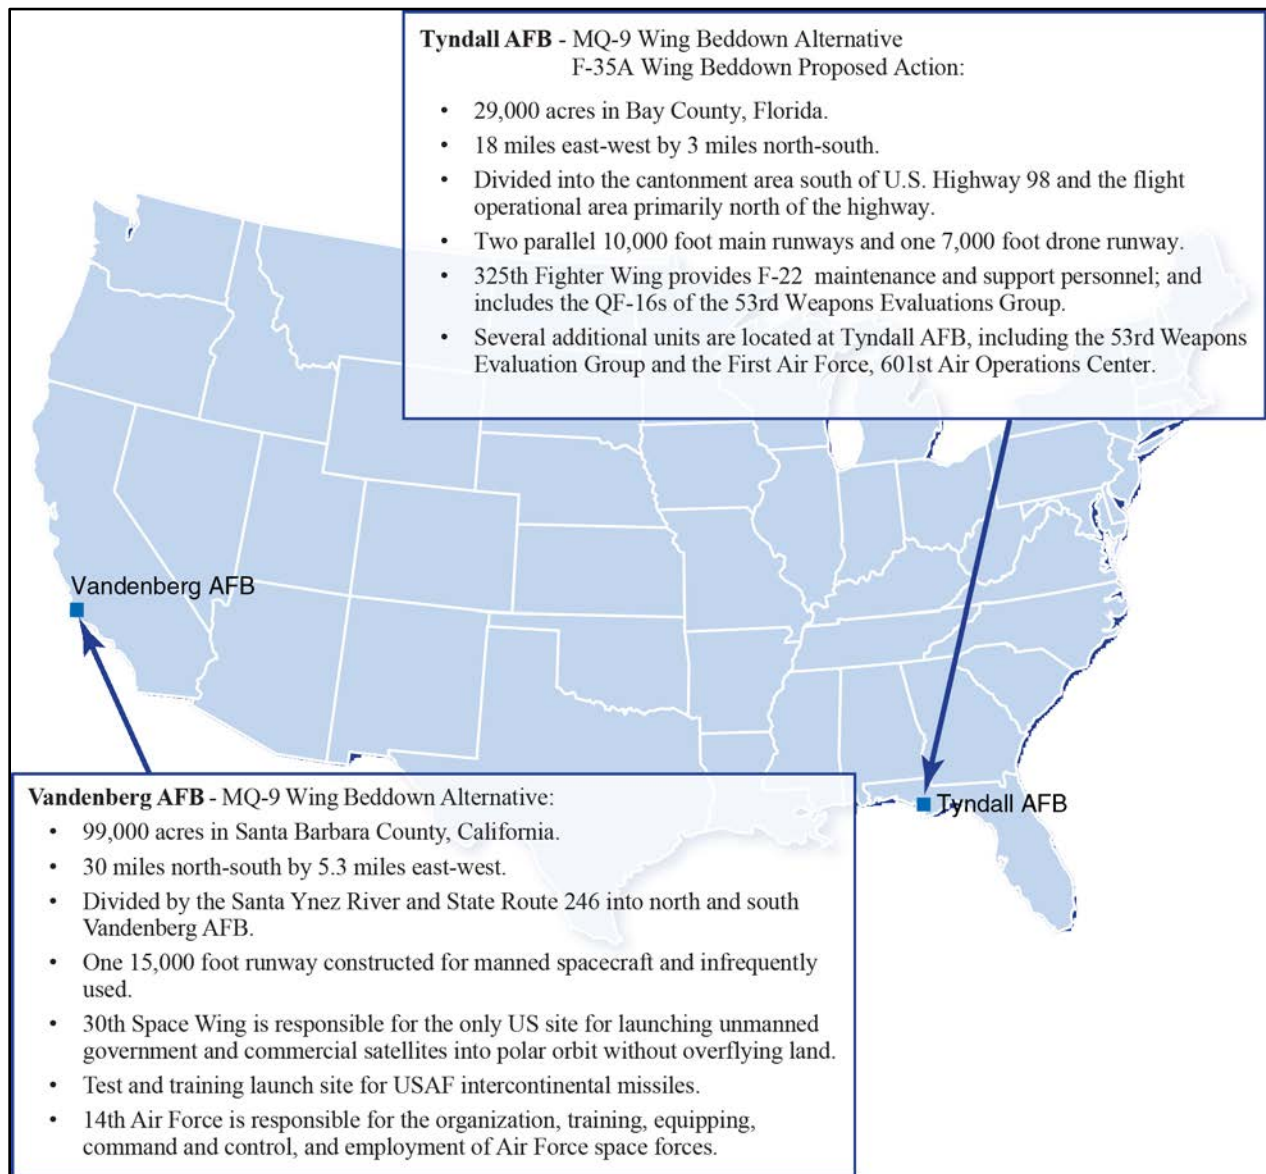 Tyndall AFB - MQ-9 Wing Beddown Alternative
F-35A Wing Beddown Proposed Action:
• 29,000 acres in Bay County, Florida.
• 18 miles east-west by 3 miles north-south.
• Divided into the cantonment area south of U.S. Highway 98 and the flight
operational area primarily north of the highway.
• Two parallel 10,000 foot main runways and one 7,000 foot drone runway.
• 325th Fighter Wing provides F-22 maintenance and support personnel; and
includes the QF-16s of the 53rd Weapons Evaluations Group.
• Several additional units are located at Tyndall AFB, including the 53rd Weapons
Evaluation Group and the First Air Force, 601st Air Operations Center.
Vandenberg AFB
Tyndall AFB
Vandenberg AFB - MQ-9 Wing Beddown Alternative:
• 99,000 acres in Santa Barbara County, California.
• 30 miles north-south by 5.3 miles east-west.
• Divided by the Santa Ynez River and State Route 246 into north and south
Vandenberg AFB.
• One 15,000 foot runway constructed for manned spacecraft and infrequently
used.
• 30th Space Wing is responsible for the only US site for launching unmanned
government and commercial satellites into polar orbit without overflying land.
• Test and training launch site for USAF intercontinental missiles.
• 14th Air Force is responsible for the organization, training, equipping,
command and control, and employment of Air Force space forces.